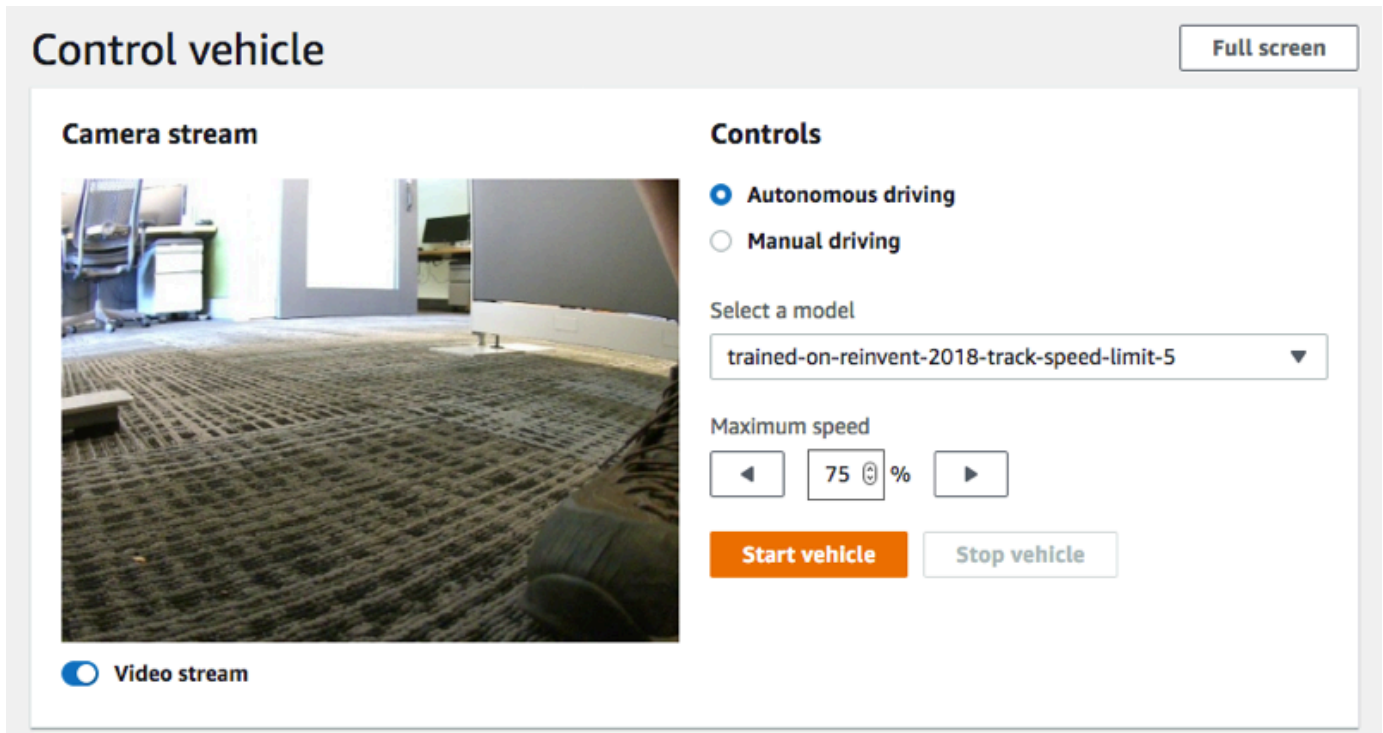 Control vehicle
Full screen
Camera stream
Controls
Autonomous driving
Manual driving
Select a model
trained-on-reinvent-2018-track-speed-limit-5
Maximum speed
75 %
Start vehicle
Stop vehicle
Video stream